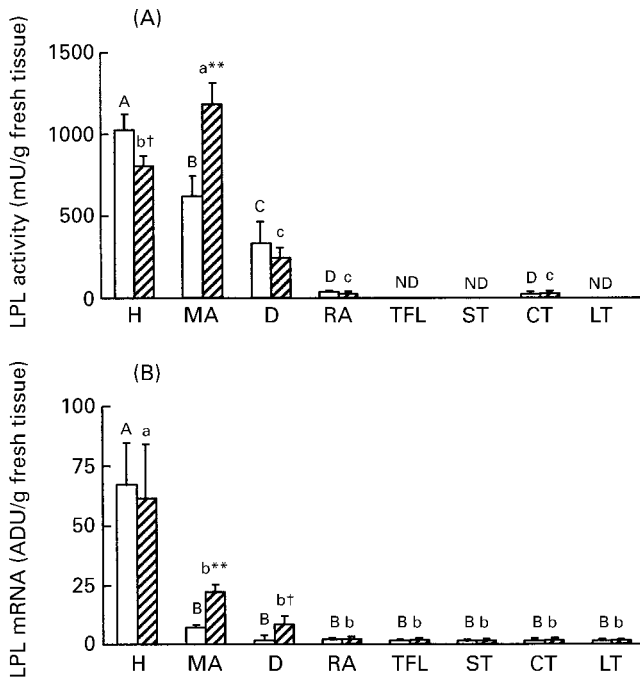 (A)
LPL activity (mU/g fresh tissue)
1500
1000
500
0
A
b†
B
a**
C
c
D c
ND
ND
D c
ND
H MA D RA TFL ST CT LT
(B)
LPL mRNA (ADU/g fresh tissue)
100
75
50
25
0
A a
B
b**
B
b†
B b
B b
B b
B b
B b
H MA D RA TFL ST CT LT